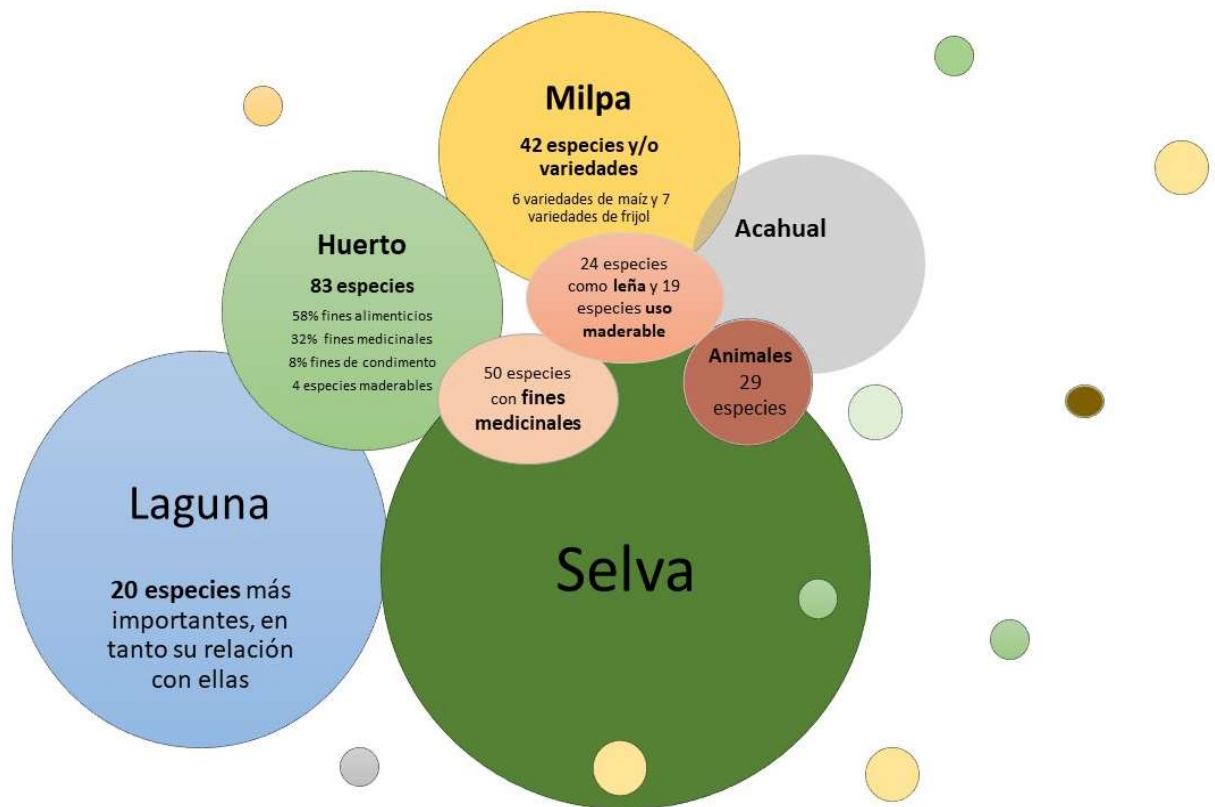 Milpa
42 especies y/o
variedades
6 variedades de maíz y 7
variedades de frijol
Acahual
Huerto
83 especies
58% fines alimenticios
32% fines medicinales
8% fines de condimento
4 especies maderables
24 especies
como leña y 19
especies uso
maderable
Animales
29
especies
50 especies
con fines
medicinales
Laguna
20 especies más
importantes, en
tanto su relación
con ellas
Selva